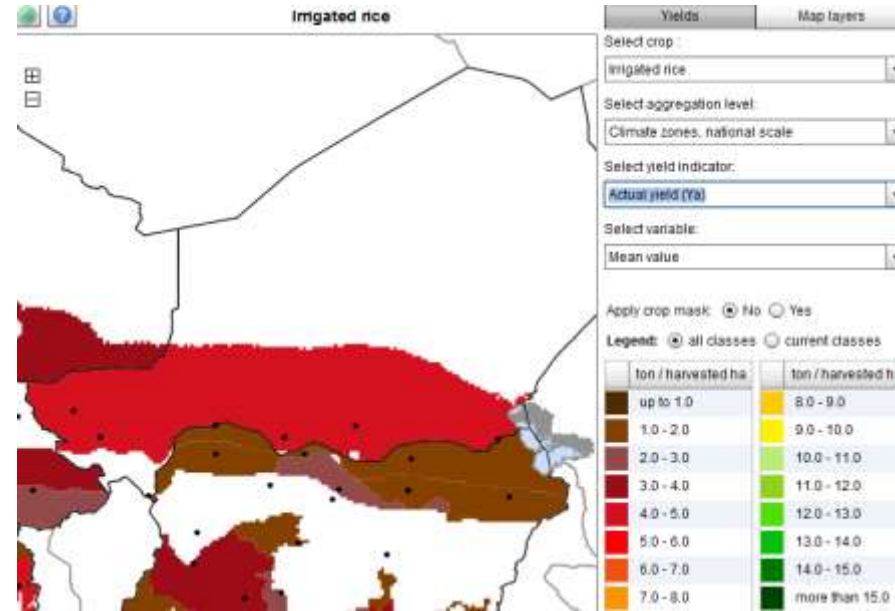 Irrigated rice
Yields
Map layers
Select crop :
Irrigated rice
Select aggregation level:
Climate zones, national scale
Select yield indicator:
Actual yield (Ya)
Select variable:
Mean value
Apply crop mask: No Yes
Legend: all classes current classes
ton / harvested ha ton / harvested h
up to 1.0 8.0 - 9.0
1.0 - 2.0 9.0 - 10.0
2.0 - 3.0 10.0 - 11.0
3.0 - 4.0 11.0 - 12.0
4.0 - 5.0 12.0 - 13.0
5.0 - 6.0 13.0 - 14.0
6.0 - 7.0 14.0 - 15.0
7.0 - 8.0 more than 15.0